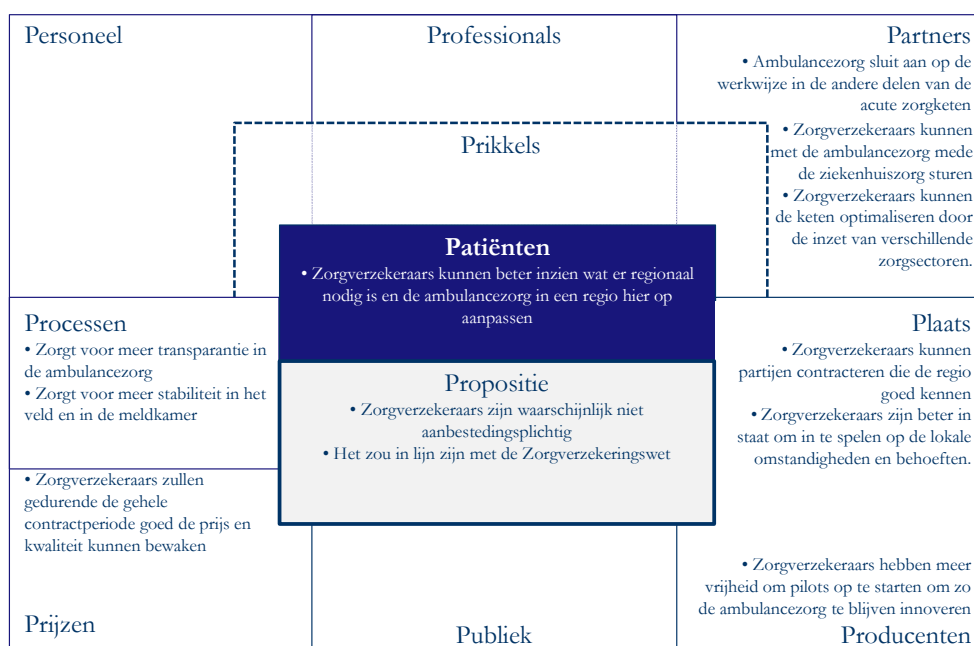 Personeel
Professionals
Partners
• Ambulancezorg sluit aan op de
werkwijze in de andere delen van de
acute zorgketen
• Zorgverzekeraars kunnen
met de ambulancezorg mede
de ziekenhuiszorg sturen
• Zorgverzekeraars kunnen
de keten optimaliseren door
de inzet van verschillende
zorgsectoren.
Prikkels
Patiënten
• Zorgverzekeraars kunnen beter inzien wat er regionaal
nodig is en de ambulancezorg in een regio hier op
aanpassen
Processen
• Zorgt voor meer transparantie in
de ambulancezorg
• Zorgt voor meer stabiliteit in het
veld en in de meldkamer
Propositie
• Zorgverzekeraars zijn waarschijnlijk niet
aanbestedingsplichtig
• Het zou in lijn zijn met de Zorgverzekeringswet
Plaats
• Zorgverzekeraars kunnen
partijen contracteren die de regio
goed kennen
• Zorgverzekeraars zijn beter in
staat om in te spelen op de lokale
omstandigheden en behoeften.
• Zorgverzekeraars zullen
gedurende de gehele
contractperiode goed de prijs en
kwaliteit kunnen bewaken
Prijzen
Publiek
• Zorgverzekeraars hebben meer
vrijheid om pilots op te starten om zo
de ambulancezorg te blijven innoveren
Producenten